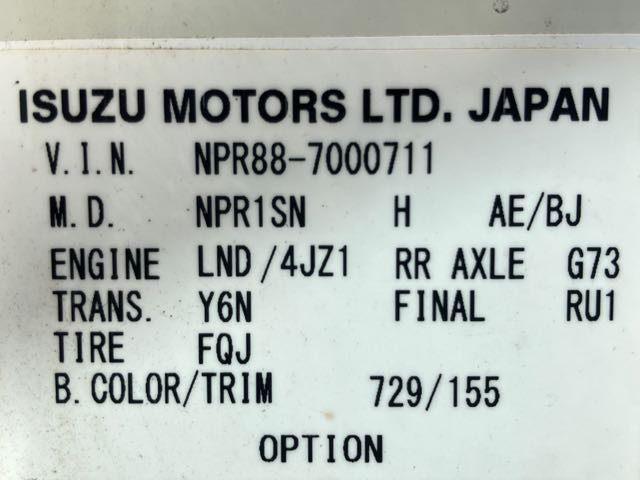 ISUZU MOTORS LTD. JAPAN
V.I.N. NPR88-7000711
M.D. NPR1SN H AE/BJ
ENGINE LND/4JZ1 RR AXLE G73
TRANS. Y6N FINAL RU1
TIRE FQJ
B.COLOR/TRIM 729/155
OPTION